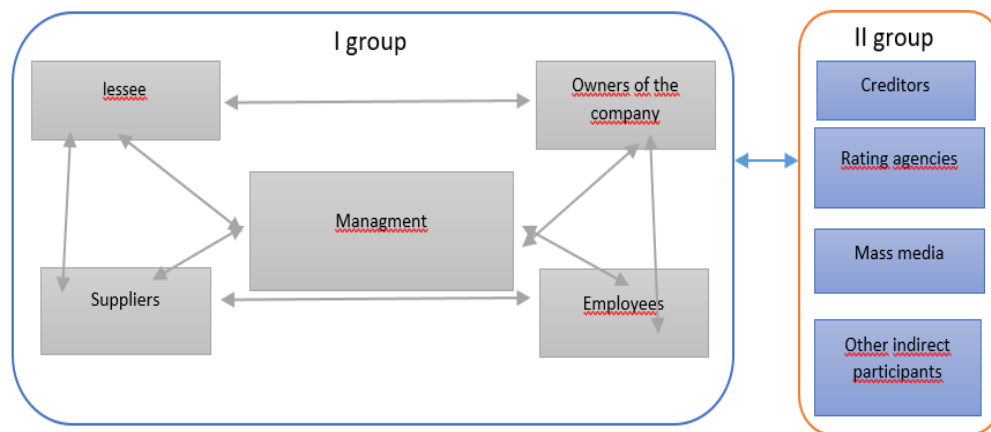 I group
lessee
Owners of the
company
Managment
Suppliers
Employees
II group
Creditors
Rating agencies
Mass media
Other indirect
participants